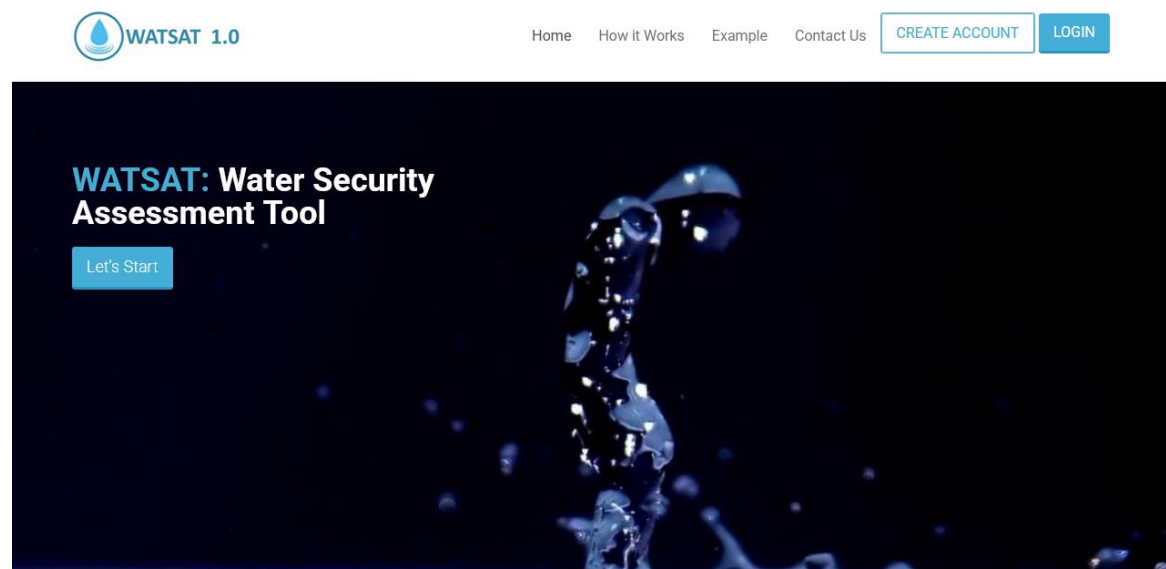 WATSAT 1.0
Home
How it Works
Example
Contact Us
CREATE ACCOUNT
LOGIN
WATSAT: Water Security
Assessment Tool
Let's Start